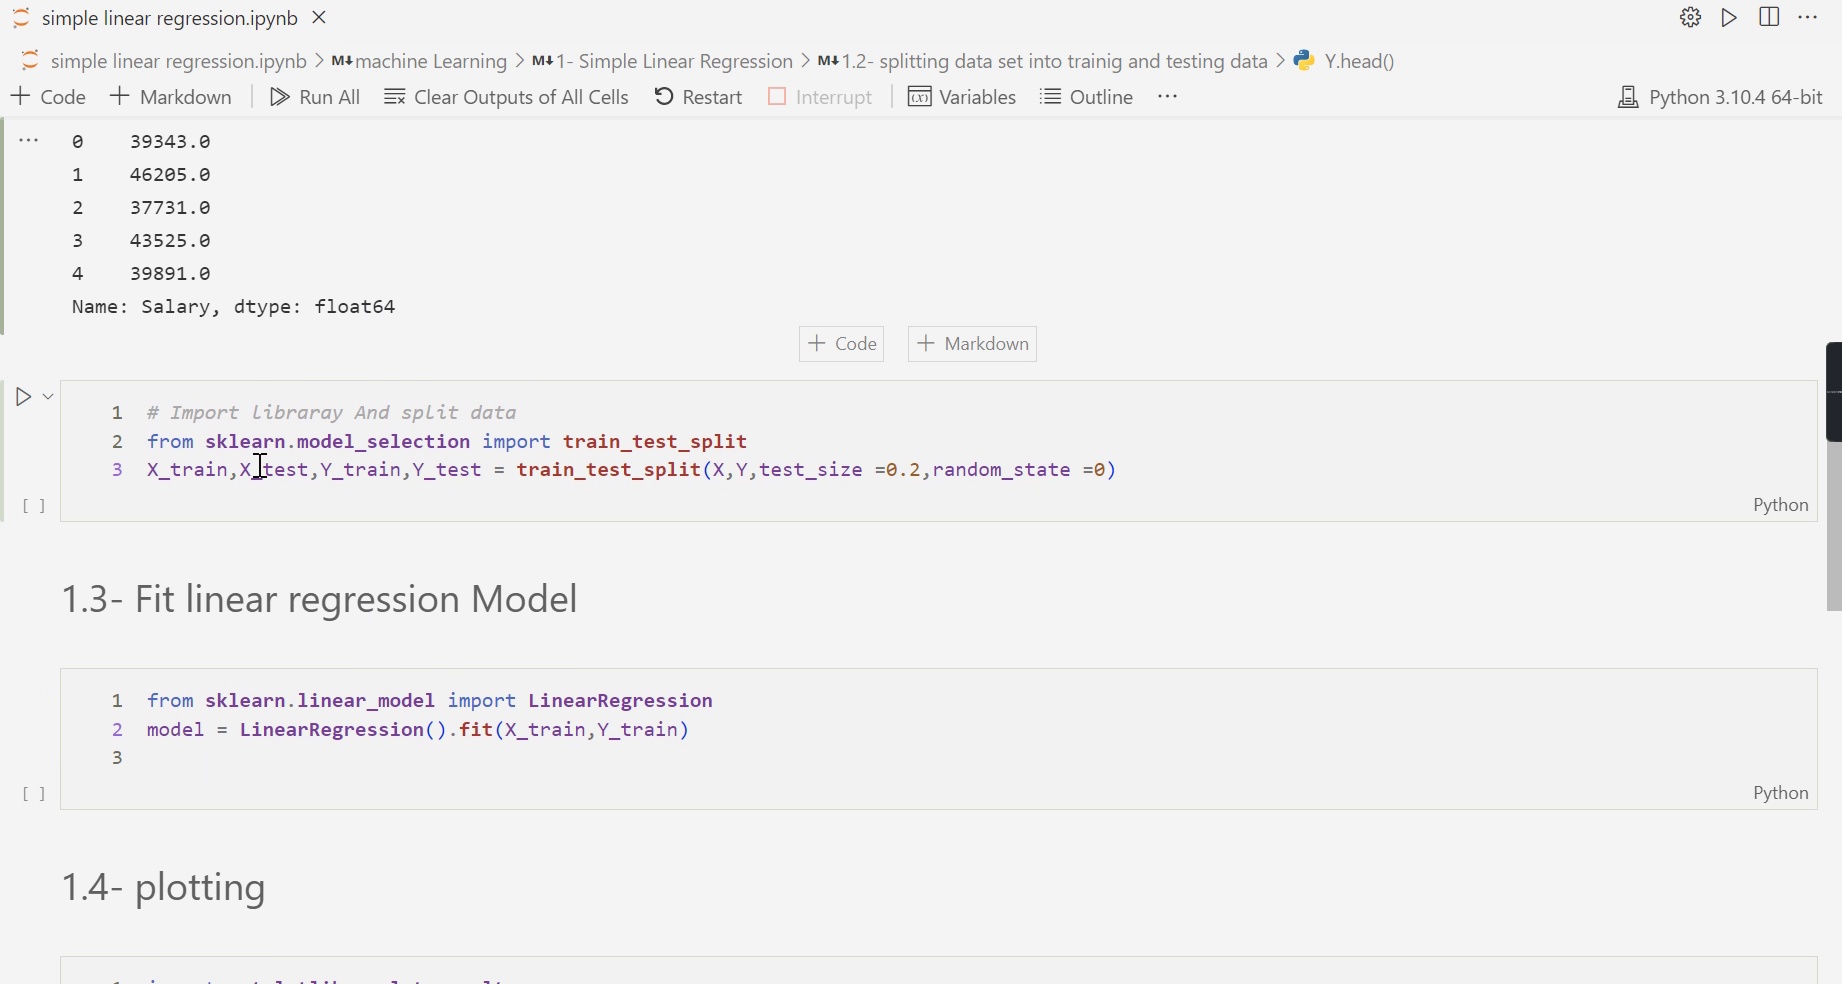 simple linear regression.ipynb
simple linear regression.ipynb > M↓ machine Learning > M↓ 1- Simple Linear Regression > M↓ 1.2- splitting data set into trainig and testing data > Y.head()
+ Code + Markdown | Run All Clear Outputs of All Cells Restart Interrupt | Variables Outline ··· Python 3.10.4 64-bit
... 0 39343.0
1 46205.0
2 37731.0
3 43525.0
4 39891.0
Name: Salary, dtype: float64
+ Code + Markdown
1 # Import libraray And split data
2 from sklearn.model_selection import train_test_split
3 X_train,X_test,Y_train,Y_test = train_test_split(X,Y,test_size =0.2,random_state =0)
[ ] Python
1.3- Fit linear regression Model
1 from sklearn.linear_model import LinearRegression
2 model = LinearRegression().fit(X_train,Y_train)
3
[ ] Python
1.4- plotting